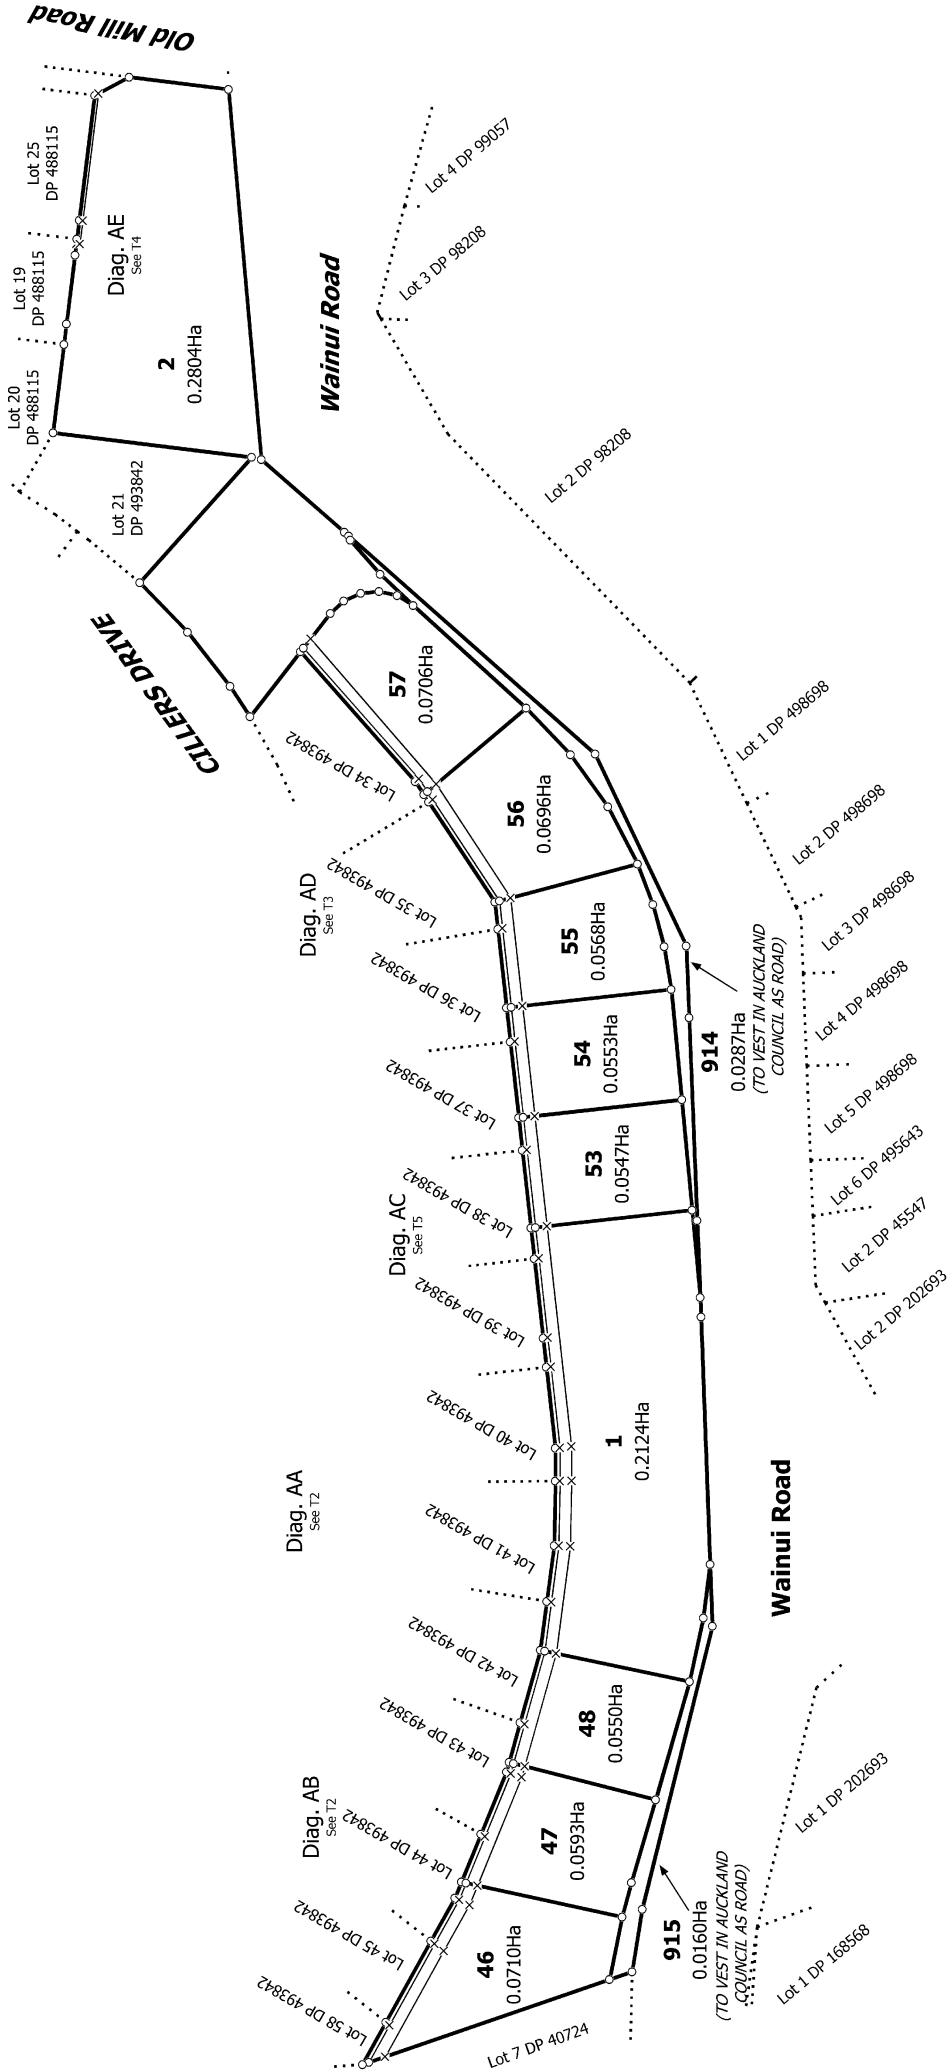 Old Mill Road
Lot 25
DP 488115
Lot 19
DP 488115
Lot 20
DP 488115
Diag. AE
See T4
2
0.2804Ha
Lot 21
DP 493842
Wainui Road
Lot 4 DP 99057
Lot 3 DP 98208
Lot 2 DP 98208
CILLERS DRIVE
57
0.0706Ha
Lot 34 DP 493842
56
0.0696Ha
Lot 35 DP 493842
Diag. AD
See T3
55
0.0568Ha
Lot 36 DP 493842
54
0.0553Ha
Lot 37 DP 493842
53
0.0547Ha
Lot 38 DP 493842
Diag. AC
See T5
914
0.0287Ha
(TO VEST IN AUCKLAND
COUNCIL AS ROAD)
Lot 1 DP 498698
Lot 2 DP 498698
Lot 3 DP 498698
Lot 4 DP 498698
Lot 5 DP 498698
Lot 6 DP 495643
Lot 2 DP 45547
Lot 2 DP 202693
Lot 39 DP 493842
Lot 40 DP 493842
1
0.2124Ha
Diag. AA
See T2
Lot 41 DP 493842
Wainui Road
Lot 42 DP 493842
48
0.0550Ha
Lot 43 DP 493842
47
0.0593Ha
Diag. AB
See T2
Lot 44 DP 493842
Lot 45 DP 493842
46
0.0710Ha
Lot 58 DP 493842
915
0.0160Ha
(TO VEST IN AUCKLAND
COUNCIL AS ROAD)
Lot 1 DP 202693
Lot 1 DP 168568
Lot 7 DP 40724